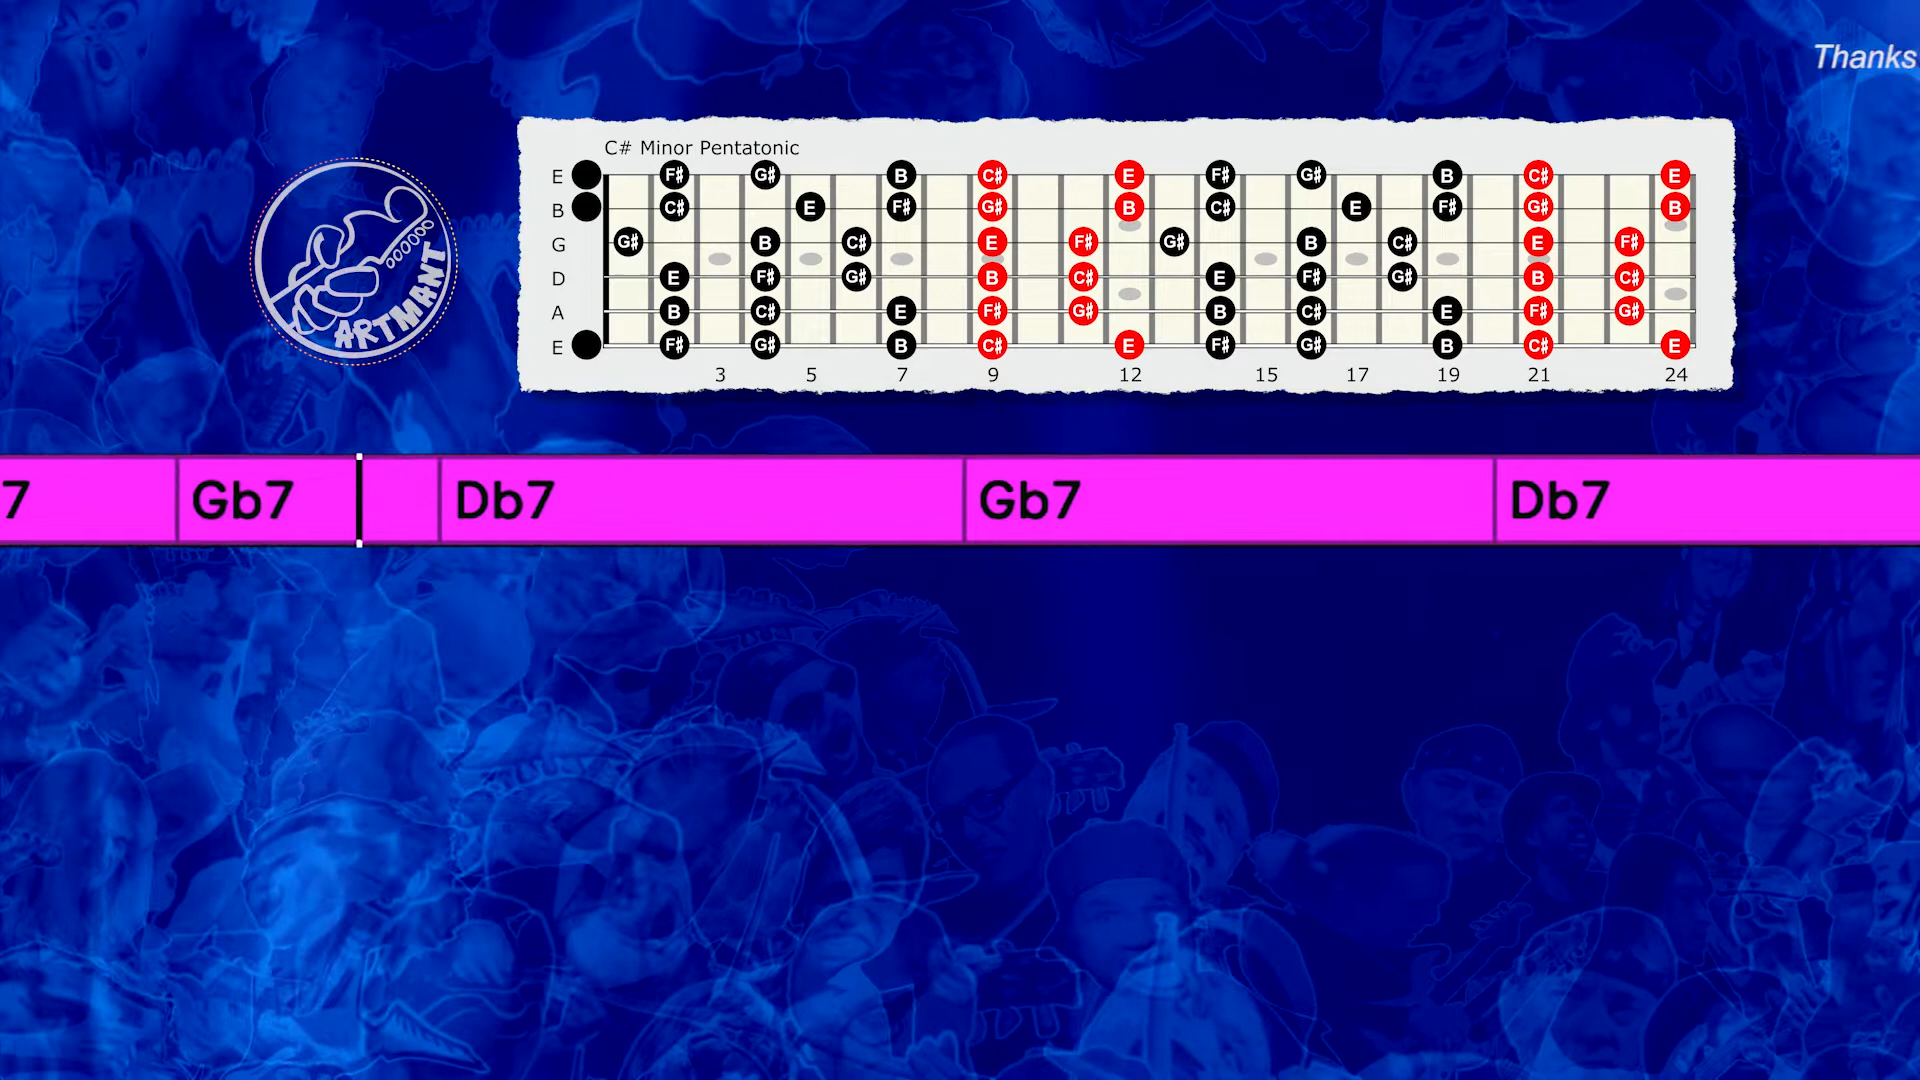 Thanks
C# Minor Pentatonic
E F# G# B C# E F# G# B C# E
B C# E F# G# B C# E F# G# B
G G# B C# E F# G# B C# E F#
D E F# G# B C# E F# G# B C#
A B C# E F# G# B C# E F# G#
E F# G# B C# E F# G# B C# E
3 5 7 9 12 15 17 19 21 24
ARTMANT
7 Gb7 Db7 Gb7 Db7